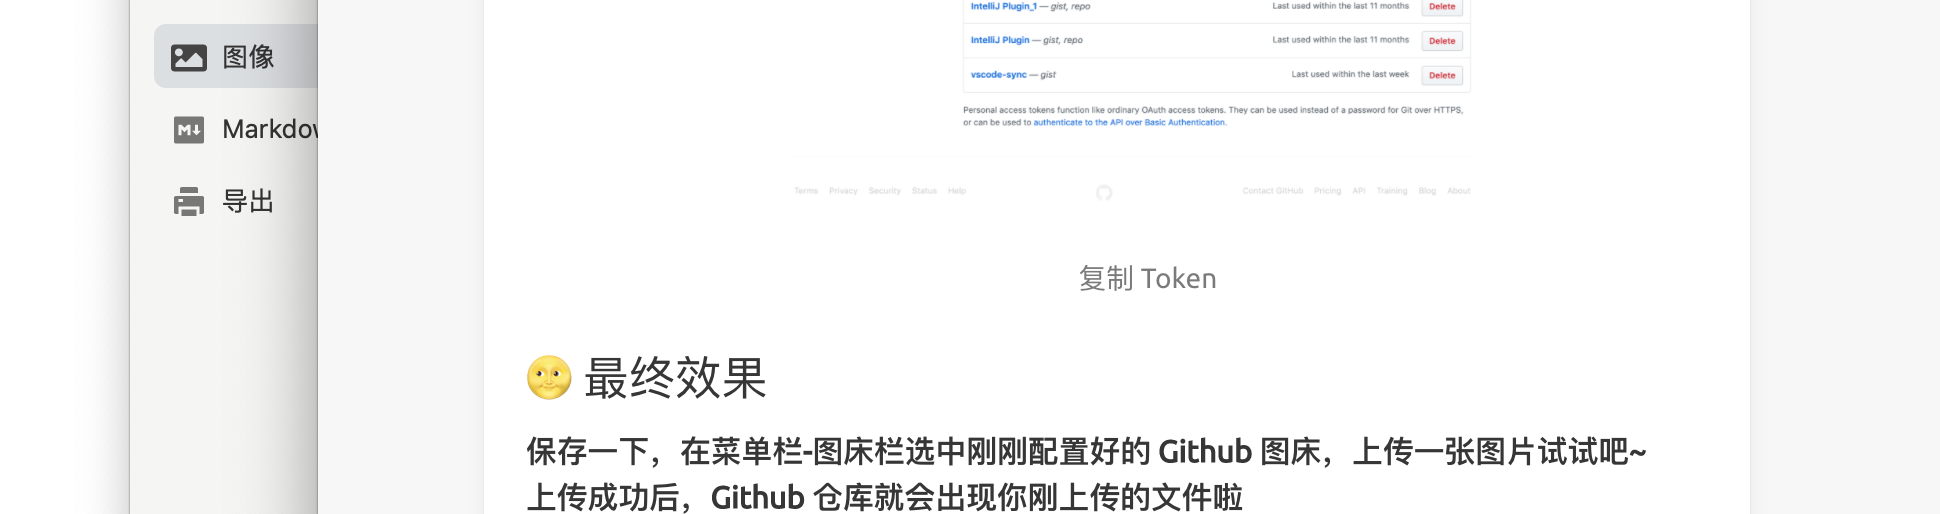 图像
Markdow
导出
IntelliJ Plugin_1 — gist, repo Last used within the last 11 months Delete
IntelliJ Plugin — gist, repo Last used within the last 11 months Delete
vscode-sync — gist Last used within the last week Delete
Personal access tokens function like ordinary OAuth access tokens. They can be used instead of a password for Git over HTTPS,
or can be used to authenticate to the API over Basic Authentication.
Terms Privacy Security Status Help Contact GitHub Pricing API Training Blog About
复制 Token
🌝 最终效果
保存一下，在菜单栏-图床栏选中刚刚配置好的 Github 图床，上传一张图片试试吧~
上传成功后，Github 仓库就会出现你刚上传的文件啦